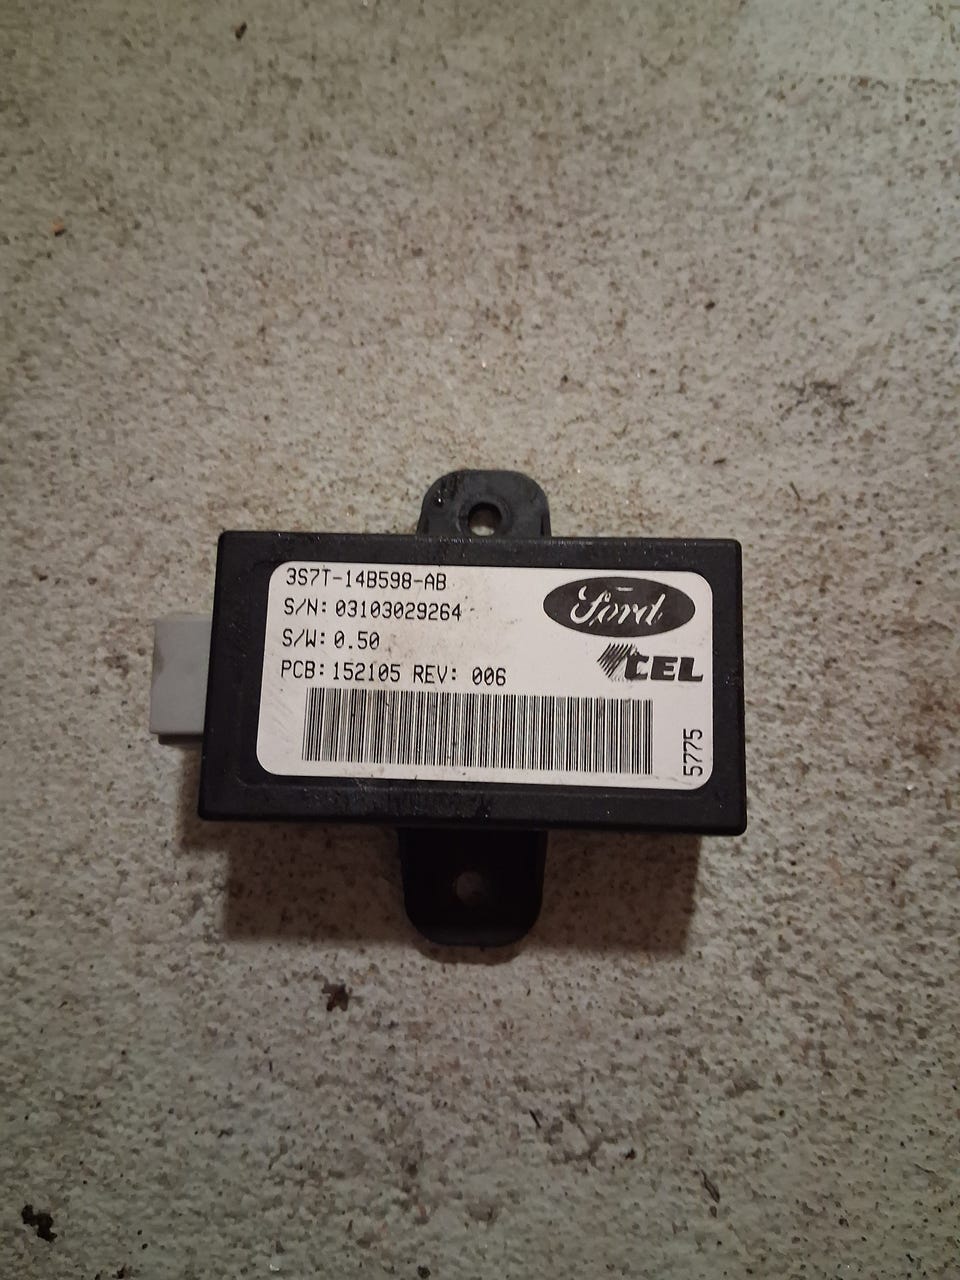 3S7T-14B598-AB
S/N: 03103029264
S/W: 0.50
PCB: 152105 REV: 006
Ford
CEL
5775